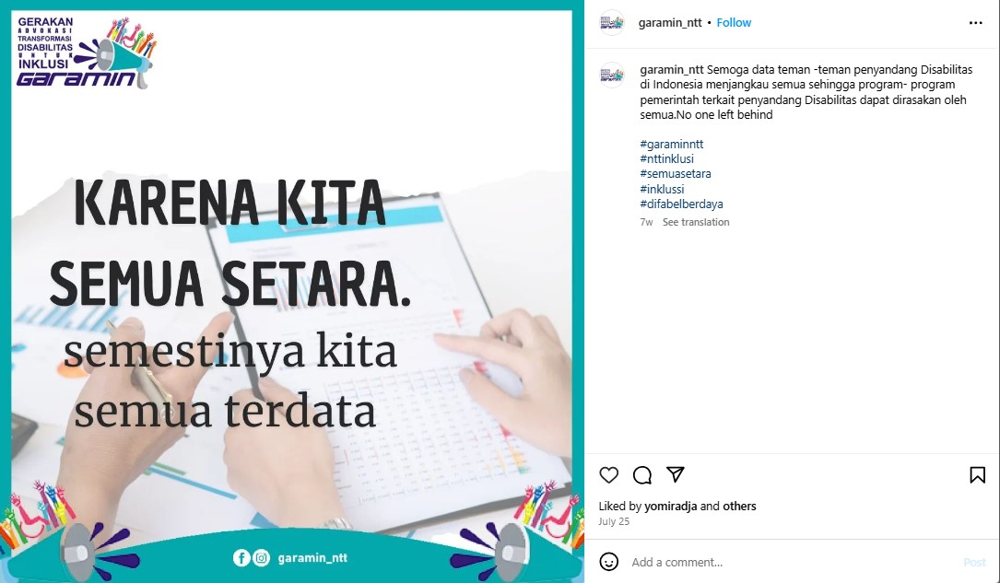 GERAKAN
ADVOKASI
TRANSFORMASI
DISABILITAS
UNTUK
INKLUSI
GARAMIN
KARENA KITA
SEMUA SETARA.
semestinya kita
semua terdata
garamin_ntt
garamin_ntt • Follow
garamin_ntt Semoga data teman -teman penyandang Disabilitas
di Indonesia menjangkau semua sehingga program- program
pemerintah terkait penyandang Disabilitas dapat dirasakan oleh
semua.No one left behind
#garaminntt
#nttinklusi
#semuasetara
#inklussi
#difabelberdaya
7w See translation
Liked by yomiradja and others
July 25
Add a comment...
Post